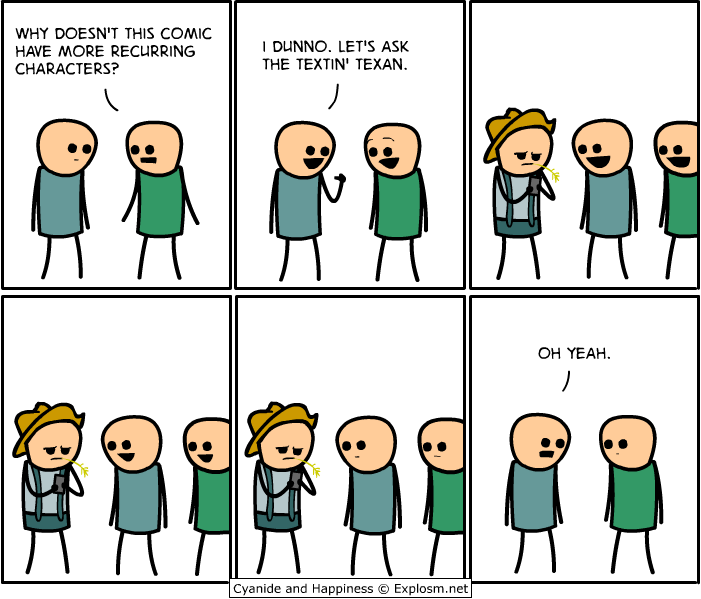 WHY DOESN'T THIS COMIC
HAVE MORE RECURRING
CHARACTERS?
I DUNNO. LET'S ASK
THE TEXTIN' TEXAN.
OH YEAH.
Cyanide and Happiness © Explosm.net